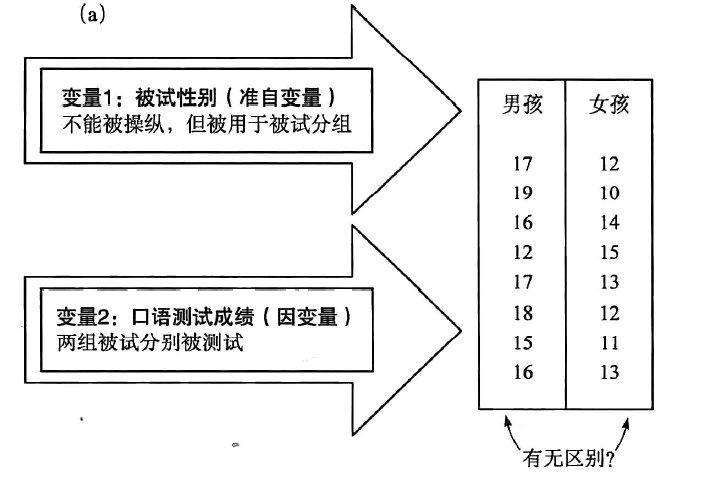 (a)
变量1：被试性别（准自变量）
不能被操纵，但被用于被试分组
变量2：口语测试成绩（因变量）
两组被试分别被测试
男孩 女孩
17 12
19 10
16 14
12 15
17 13
18 12
15 11
16 13
有无区别?